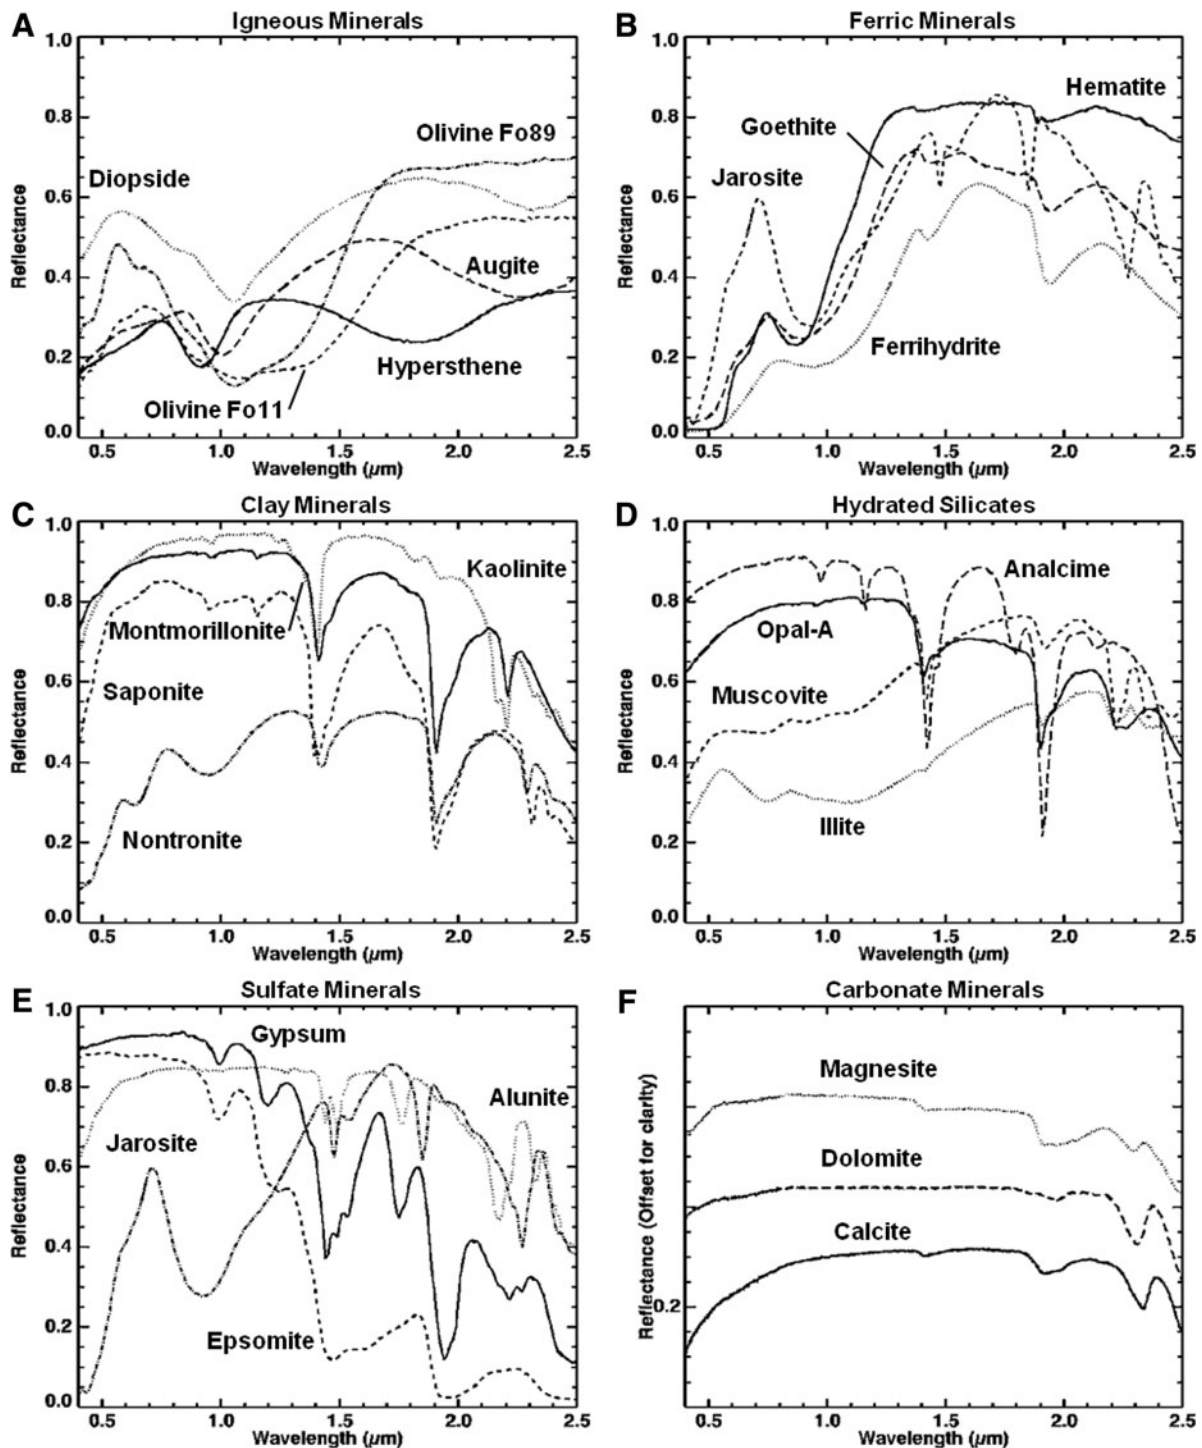 A
Igneous Minerals
1.0
0.8
0.6
0.4
0.2
0.0
Reflectance
Olivine Fo89
Diopside
Augite
Hypersthene
Olivine Fo11
0.5 1.0 1.5 2.0 2.5
Wavelength (µm)
B
Ferric Minerals
1.0
0.8
0.6
0.4
0.2
0.0
Reflectance
Hematite
Goethite
Jarosite
Ferrihydrite
0.5 1.0 1.5 2.0 2.5
Wavelength (µm)
C
Clay Minerals
1.0
0.8
0.6
0.4
0.2
0.0
Reflectance
Kaolinite
Montmorillonite
Saponite
Nontronite
0.5 1.0 1.5 2.0 2.5
Wavelength (µm)
D
Hydrated Silicates
1.0
0.8
0.6
0.4
0.2
0.0
Reflectance
Analcime
Opal-A
Muscovite
Illite
0.5 1.0 1.5 2.0 2.5
Wavelength (µm)
E
Sulfate Minerals
1.0
0.8
0.6
0.4
0.2
0.0
Reflectance
Gypsum
Alunite
Jarosite
Epsomite
0.5 1.0 1.5 2.0 2.5
Wavelength (µm)
F
Carbonate Minerals
Reflectance (Offset for clarity)
0.2
Magnesite
Dolomite
Calcite
0.5 1.0 1.5 2.0 2.5
Wavelength (µm)